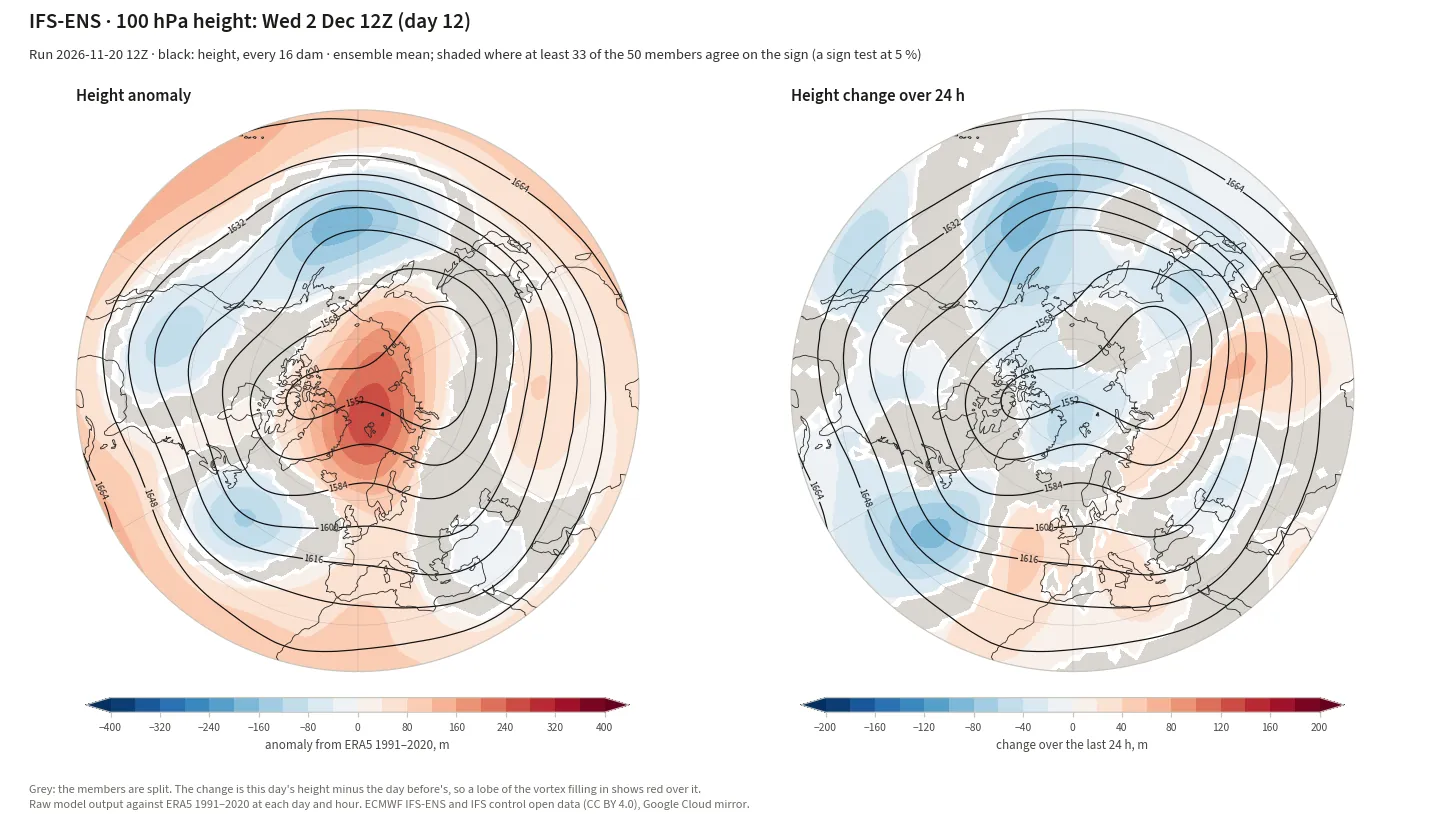 IFS-ENS · 100 hPa height: Wed 2 Dec 12Z (day 12)
Run 2026-11-20 12Z · black: height, every 16 dam · ensemble mean; shaded where at least 33 of the 50 members agree on the sign (a sign test at 5 %)
Height anomaly
Height change over 24 h
1664
1632
1568
1552
1584
1600
1616
1648
1664
1664
1632
1568
1552
1584
1600
1616
1648
1664
−400 −320 −240 −160 −80 0 80 160 240 320 400
anomaly from ERA5 1991–2020, m
−200 −160 −120 −80 −40 0 40 80 120 160 200
change over the last 24 h, m
Grey: the members are split. The change is this day's height minus the day before's, so a lobe of the vortex filling in shows red over it.
Raw model output against ERA5 1991–2020 at each day and hour. ECMWF IFS-ENS and IFS control open data (CC BY 4.0), Google Cloud mirror.